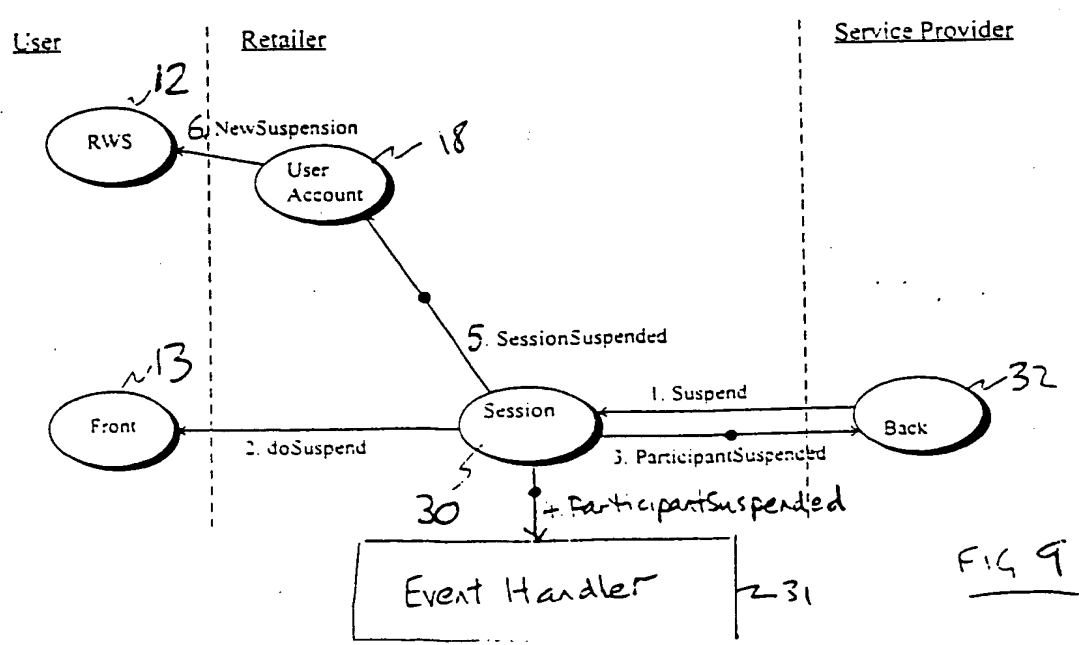 User
Retailer
Service Provider
12
RWS
6. NewSuspension
18
User
Account
5. SessionSuspended
13
Front
2. doSuspend
Session
30
1. Suspend
3. ParticipantSuspended
Back
32
4. ParticipantSuspended
Event Handler
31
FIG 9